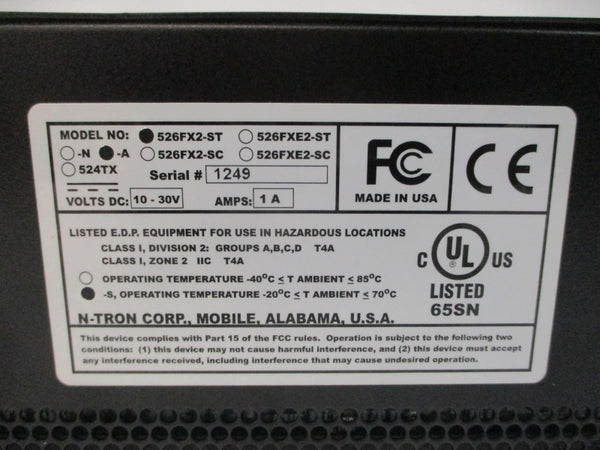 MODEL NO: ●526FX2-ST ○526FXE2-ST
○-N ●-A ○526FX2-SC ○526FXE2-SC
○524TX Serial # 1249
VOLTS DC: 10 - 30V AMPS: 1 A
FC
MADE IN USA
CE
LISTED E.D.P. EQUIPMENT FOR USE IN HAZARDOUS LOCATIONS
CLASS I, DIVISION 2: GROUPS A,B,C,D T4A
CLASS I, ZONE 2 IIC T4A
○ OPERATING TEMPERATURE -40°C ≤ T AMBIENT ≤ 85°C
● -S, OPERATING TEMPERATURE -20°C ≤ T AMBIENT ≤ 70°C
N-TRON CORP., MOBILE, ALABAMA, U.S.A.
C UL ® US
LISTED
65SN
This device complies with Part 15 of the FCC rules. Operation is subject to the following two
conditions: (1) this device may not cause harmful interference, and (2) this device must accept
any interference received, including interference that may cause undesired operation.